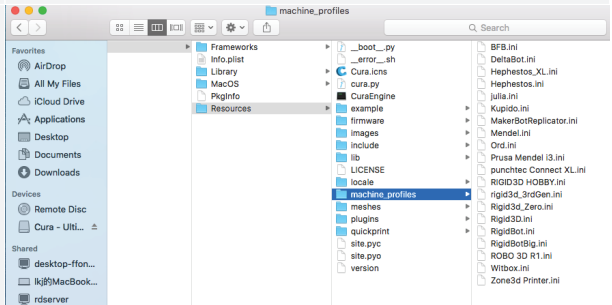 machine_profiles
Search
Favorites
AirDrop
All My Files
iCloud Drive
Applications
Desktop
Documents
Downloads
Devices
Remote Disc
Cura - Ulti...
Shared
desktop-ffon...
lkj的MacBook...
rdserver
Frameworks
Info.plist
Library
MacOS
PkgInfo
Resources
__boot__.py
__error__.sh
Cura.icns
cura.py
CuraEngine
example
firmware
images
include
lib
LICENSE
locale
machine_profiles
meshes
plugins
quickprint
site.pyc
site.pyo
version
BFB.ini
DeltaBot.ini
Hephestos_XL.ini
Hephestos.ini
julia.ini
Kupido.ini
MakerBotReplicator.ini
Mendel.ini
Ord.ini
Prusa Mendel i3.ini
punchtec Connect XL.ini
RIGID3D HOBBY.ini
rigid3d_3rdGen.ini
Rigid3d_Zero.ini
Rigid3D.ini
RigidBot.ini
RigidBotBig.ini
ROBO 3D R1.ini
Witbox.ini
Zone3d Printer.ini